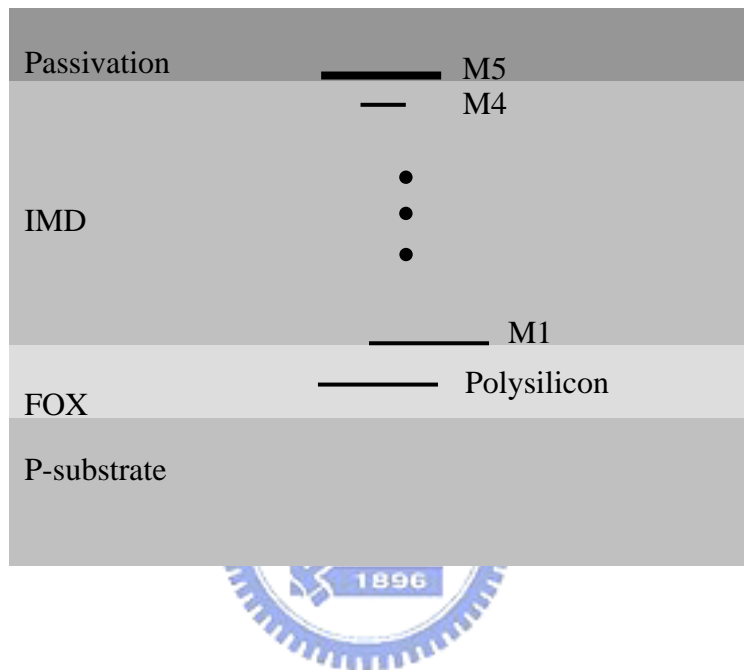 Passivation
M5
M4
IMD
M1
Polysilicon
FOX
P-substrate
1896